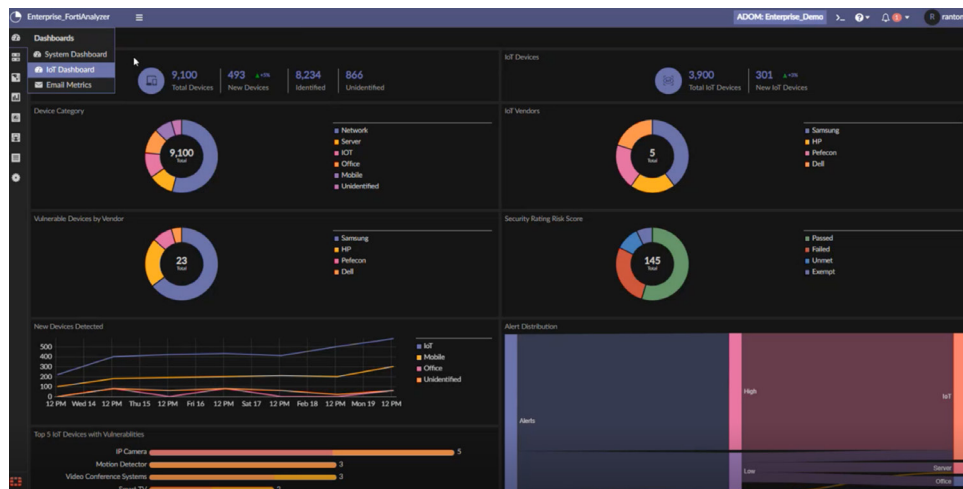 Enterprise_FortiAnalyzer
ADOM: Enterprise_Demo
R
ranton
Dashboards
System Dashboard
IoT Dashboard
Email Metrics
9,100
Total Devices
493
New Devices
8,234
Identified
866
Unidentified
IoT Devices
3,900
Total IoT Devices
301
New IoT Devices
Device Category
9,100
Total
Network
Server
IOT
Office
Mobile
Unidentified
IoT Vendors
5
Total
Samsung
HP
Pefecon
Dell
Vulnerable Devices by Vendor
23
Total
Samsung
HP
Pefecon
Dell
Security Rating Risk Score
145
Total
Passed
Failed
Unmet
Exempt
New Devices Detected
500
400
300
200
100
0
12 PM Wed 14 12 PM Thu 15 12 PM Fri 16 12 PM Sat 17 12 PM Feb 18 12 PM Mon 19 12 PM
IoT
Mobile
Office
Unidentified
Alert Distribution
Alerts
High
IoT
Low
Server
Office
Top 5 IoT Devices with Vulnerablities
IP Camera 5
Motion Detector 3
Video Conference Systems 3